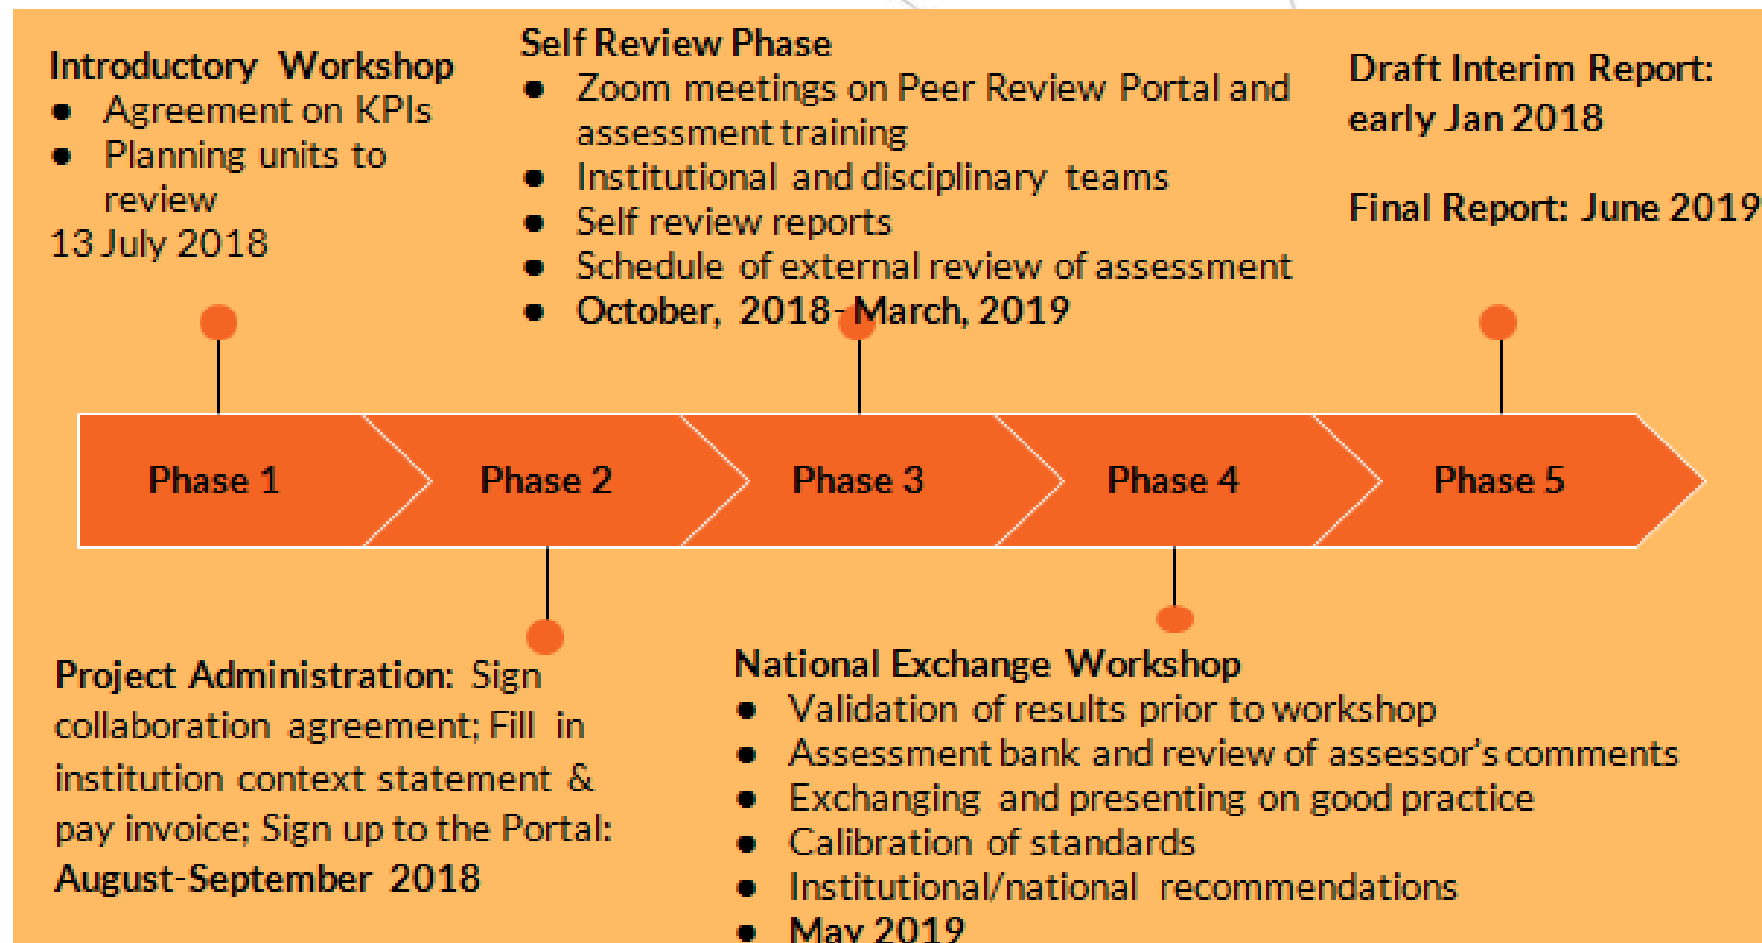 Introductory Workshop
● Agreement on KPIs
● Planning units to
review
13 July 2018
Self Review Phase
● Zoom meetings on Peer Review Portal and
assessment training
● Institutional and disciplinary teams
● Self review reports
● Schedule of external review of assessment
● October, 2018-March, 2019
Draft Interim Report:
early Jan 2018
Final Report: June 2019
Phase 1
Phase 2
Phase 3
Phase 4
Phase 5
Project Administration: Sign
collaboration agreement; Fill in
institution context statement &
pay invoice; Sign up to the Portal:
August-September 2018
National Exchange Workshop
● Validation of results prior to workshop
● Assessment bank and review of assessor's comments
● Exchanging and presenting on good practice
● Calibration of standards
● Institutional/national recommendations
● May 2019